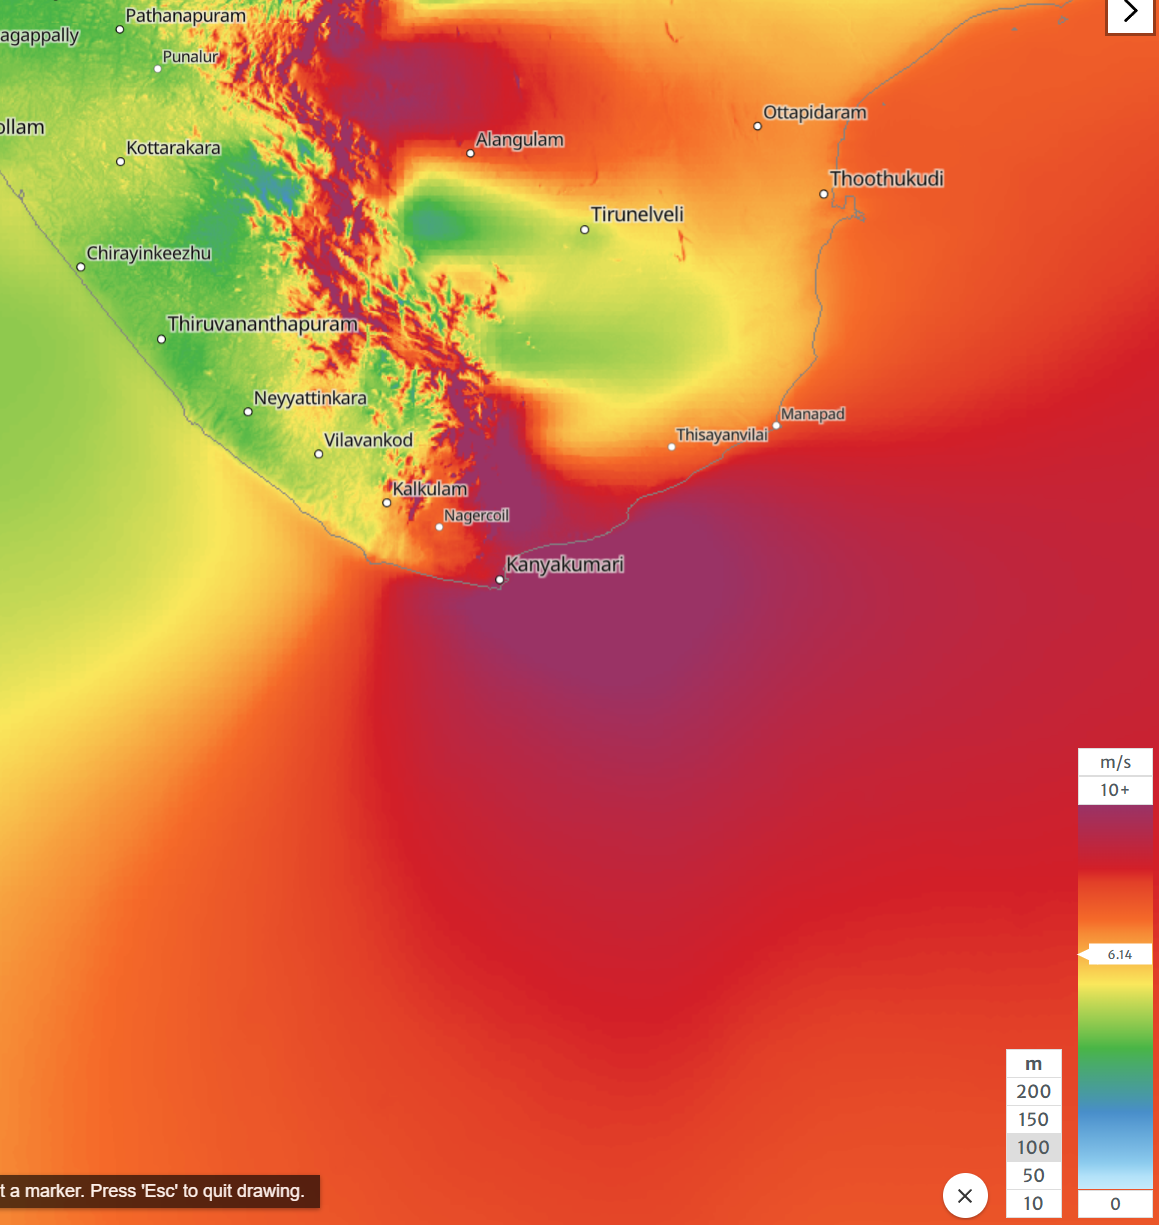 Pathanapuram
agappally
Punalur
Ottapidaram
ollam
Alangulam
Kottarakara
Thoothukudi
Tirunelveli
Chirayinkeezhu
Thiruvananthapuram
Neyyattinkara
Manapad
Thisayanvilai
Vilavankod
Kalkulam
Nagercoil
Kanyakumari
m/s
10+
6.14
m
200
150
100
50
10
0
t a marker. Press 'Esc' to quit drawing.